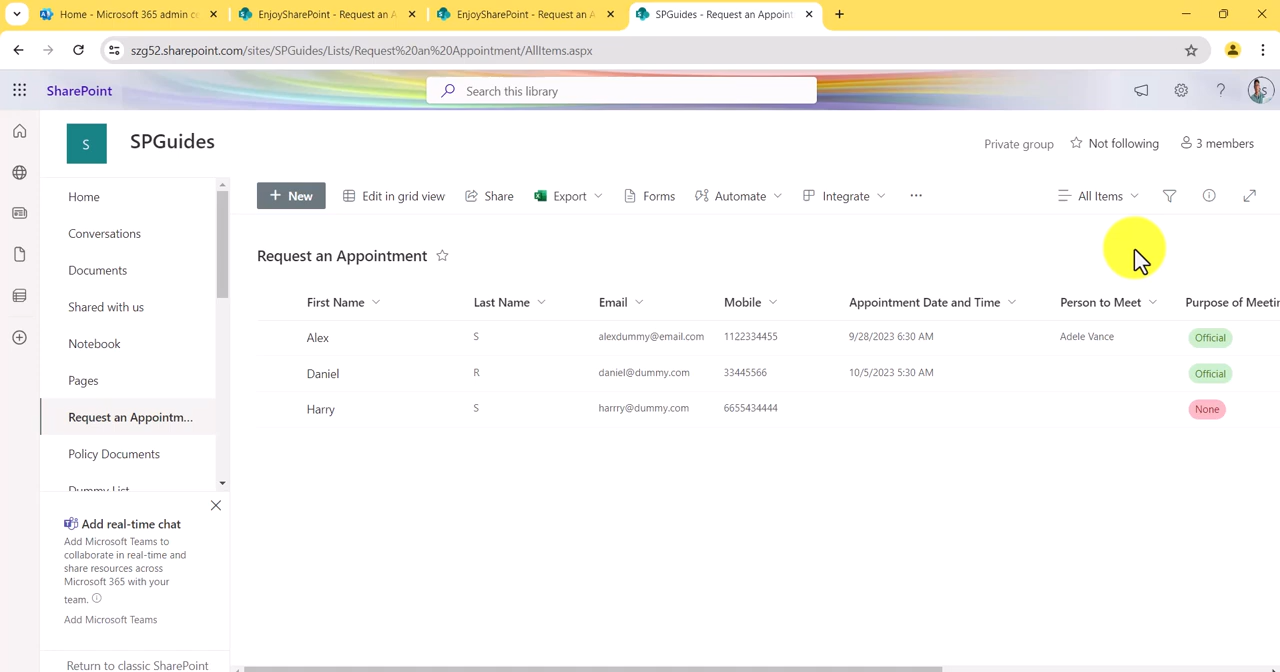 Home - Microsoft 365 admin ce
EnjoySharePoint - Request an A
EnjoySharePoint - Request an A
SPGuides - Request an Appoint
szg52.sharepoint.com/sites/SPGuides/Lists/Request%20an%20Appointment/AllItems.aspx
SharePoint
Search this library
S
SPGuides
Private group
Not following
3 members
Home
Conversations
Documents
Shared with us
Notebook
Pages
Request an Appointm...
Policy Documents
Dummy List
Add real-time chat
Add Microsoft Teams to
collaborate in real-time and
share resources across
Microsoft 365 with your
team.
Add Microsoft Teams
Return to classic SharePoint
New
Edit in grid view
Share
Export
Forms
Automate
Integrate
All Items
Request an Appointment
First Name Last Name Email Mobile Appointment Date and Time Person to Meet Purpose of Meetin
Alex S alexdummy@email.com 1122334455 9/28/2023 6:30 AM Adele Vance Official
Daniel R daniel@dummy.com 33445566 10/5/2023 5:30 AM Official
Harry S harrry@dummy.com 6655434444 None